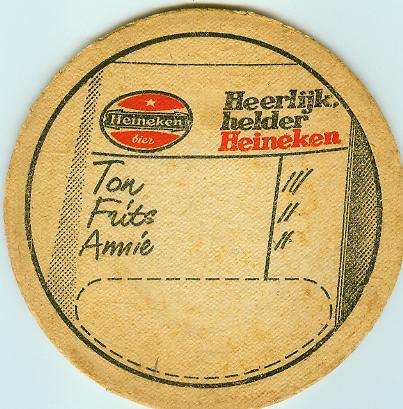 Heineken
bier
Heerlijk,
helder
Heineken
Ton
Frits
Annie